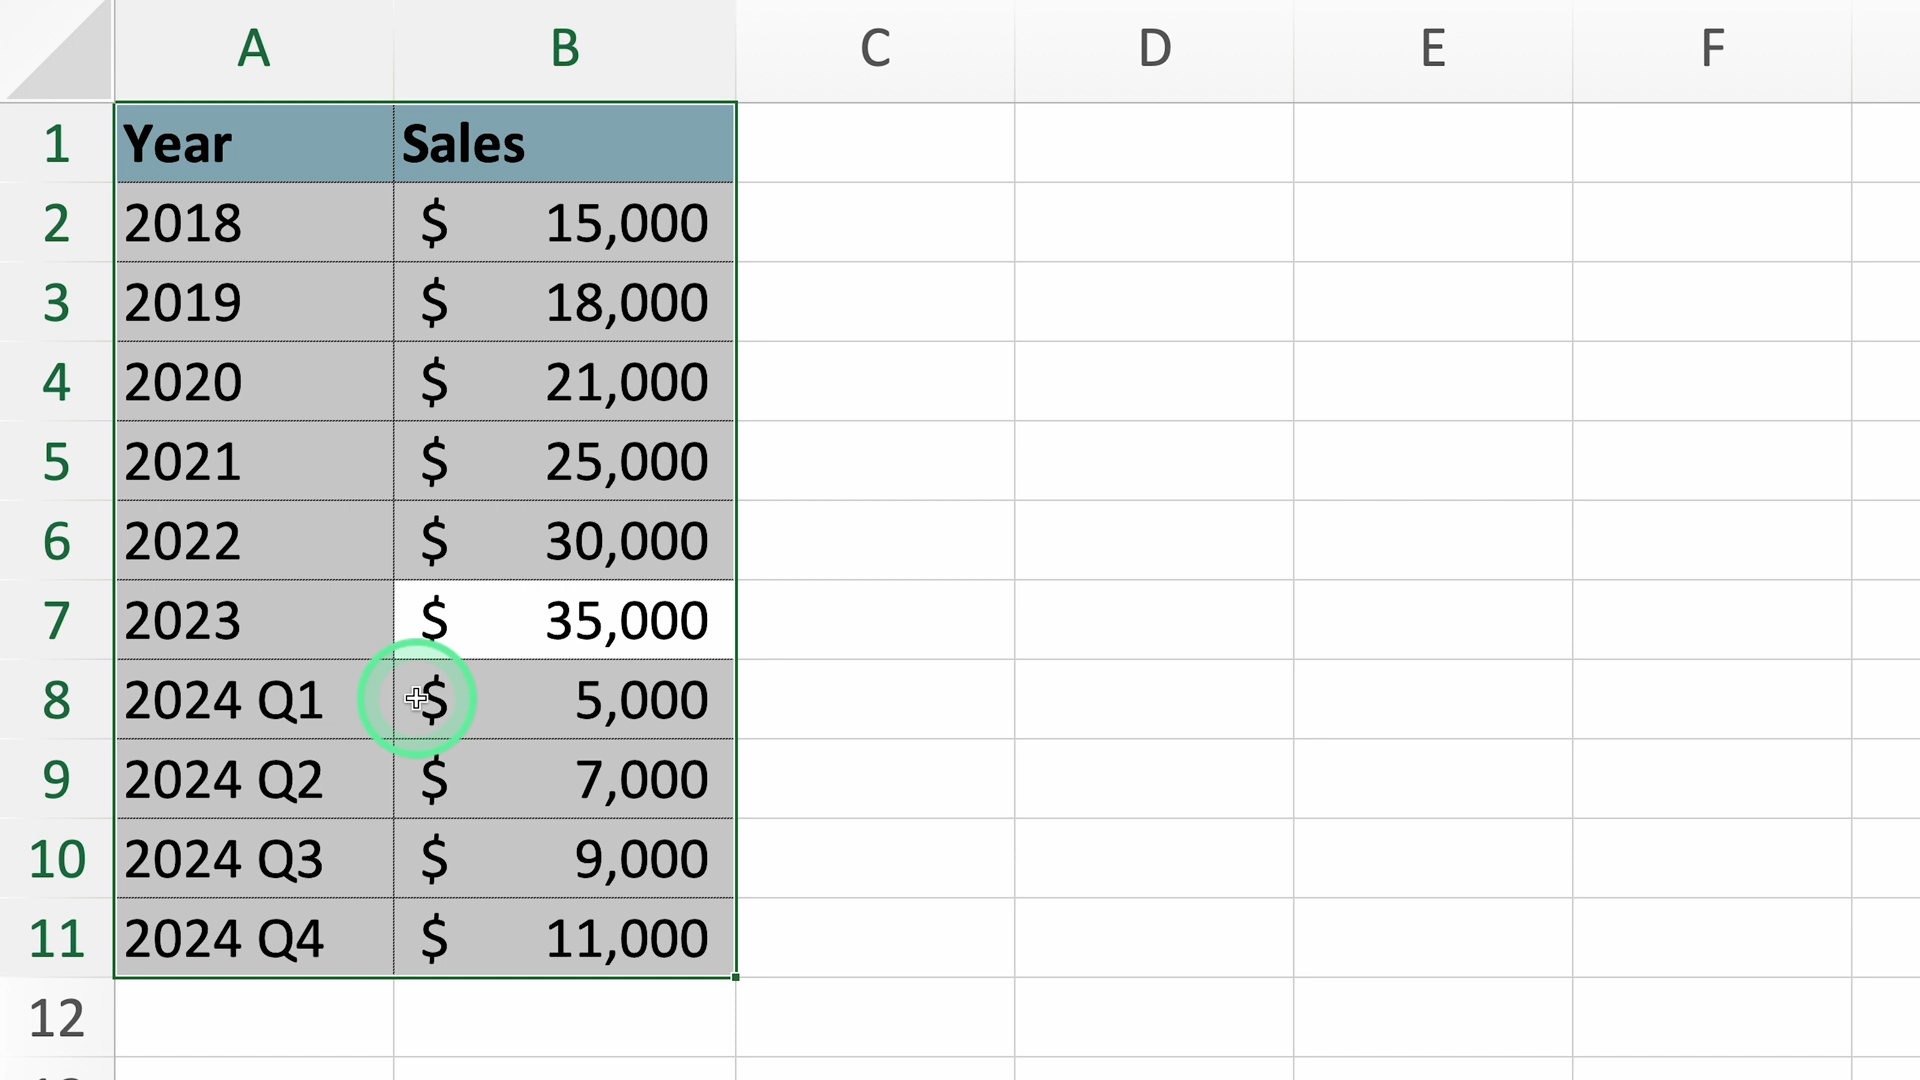 A B C D E F
1 Year Sales
2 2018 $ 15,000
3 2019 $ 18,000
4 2020 $ 21,000
5 2021 $ 25,000
6 2022 $ 30,000
7 2023 $ 35,000
8 2024 Q1 $ 5,000
9 2024 Q2 $ 7,000
10 2024 Q3 $ 9,000
11 2024 Q4 $ 11,000
12